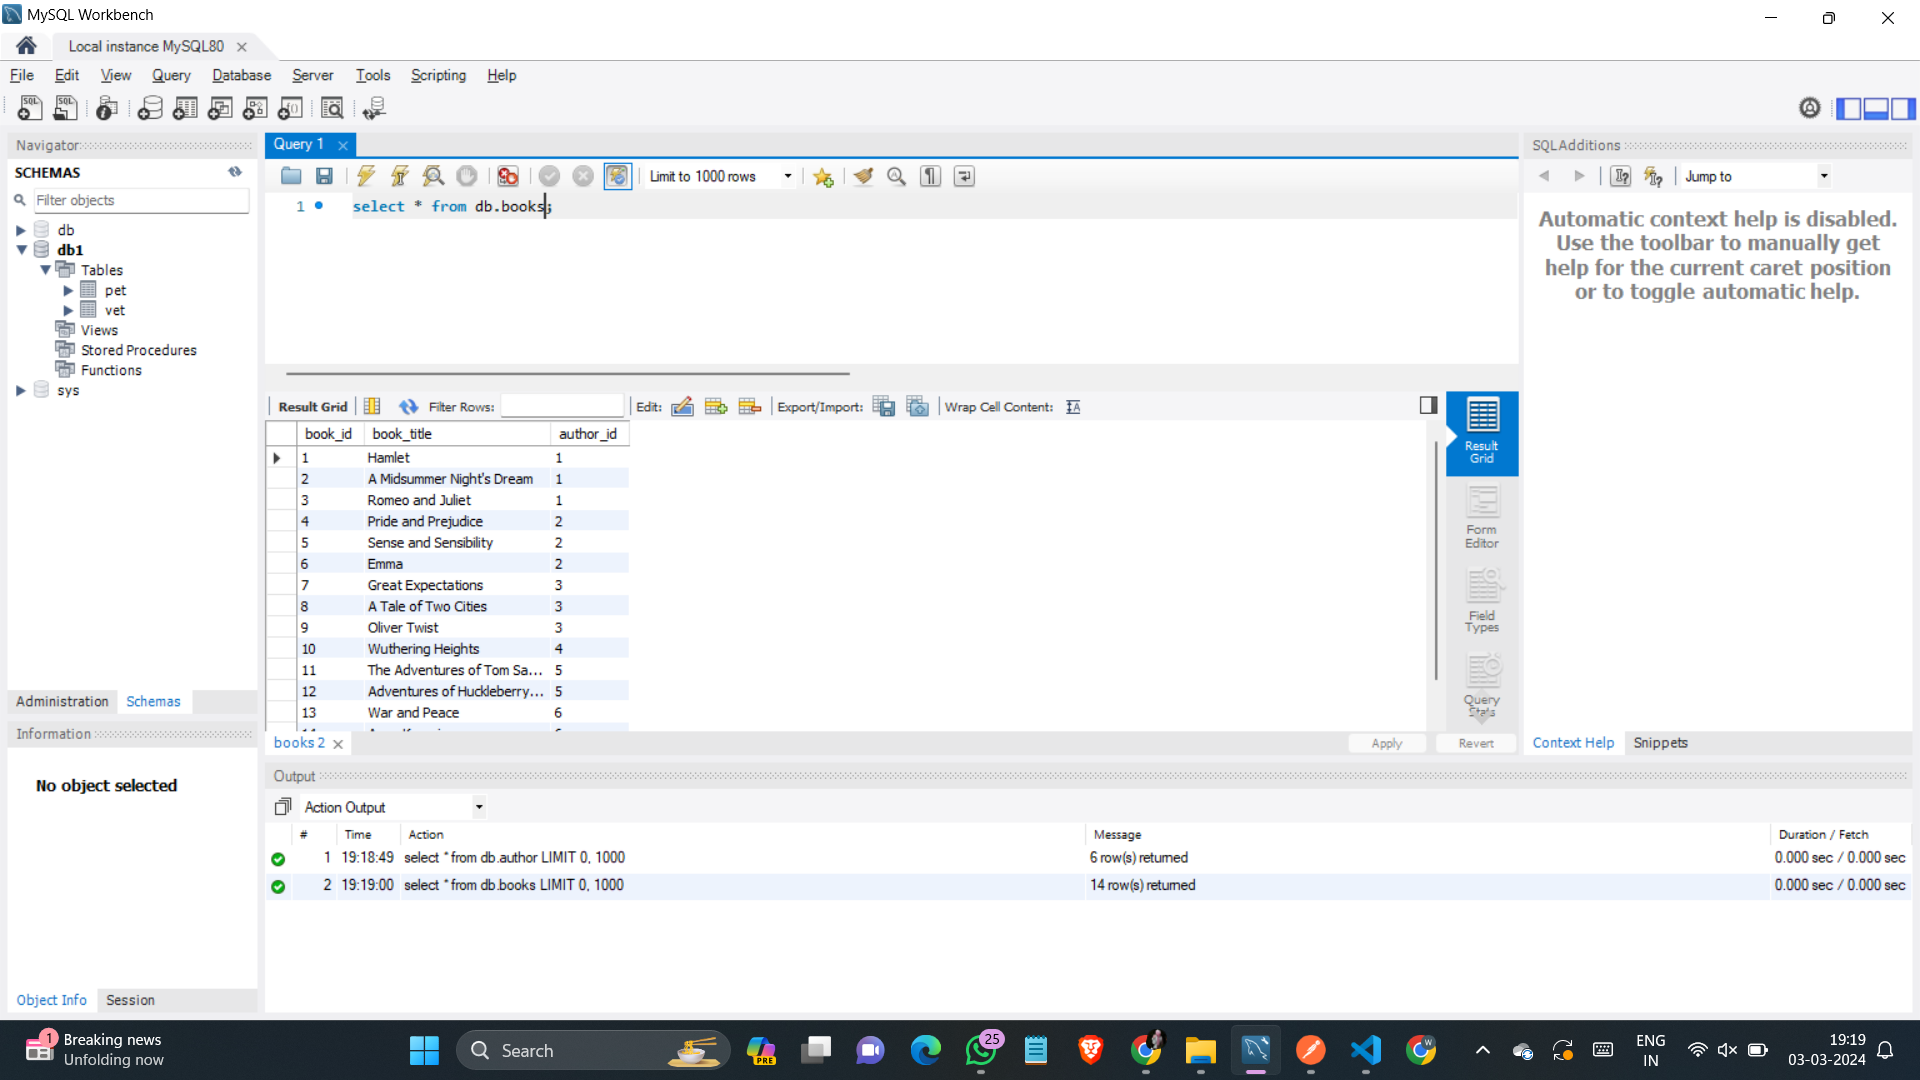 MySQL Workbench
Local instance MySQL80
File Edit View Query Database Server Tools Scripting Help
Navigator
SCHEMAS
Filter objects
db
db1
Tables
pet
vet
Views
Stored Procedures
Functions
sys
Administration Schemas
Information
No object selected
Object Info Session
Query 1
Limit to 1000 rows
1 select * from db.books;
Result Grid Filter Rows: Edit: Export/Import: Wrap Cell Content:
book_id book_title author_id
1 Hamlet 1
2 A Midsummer Night's Dream 1
3 Romeo and Juliet 1
4 Pride and Prejudice 2
5 Sense and Sensibility 2
6 Emma 2
7 Great Expectations 3
8 A Tale of Two Cities 3
9 Oliver Twist 3
10 Wuthering Heights 4
11 The Adventures of Tom Sa... 5
12 Adventures of Huckleberry... 5
13 War and Peace 6
Result
Grid
Form
Editor
Field
Types
Query
Stats
books 2 Apply Revert
SQLAdditions
Jump to
Automatic context help is disabled.
Use the toolbar to manually get
help for the current caret position
or to toggle automatic help.
Context Help Snippets
Output
Action Output
# Time Action Message Duration / Fetch
1 19:18:49 select * from db.author LIMIT 0, 1000 6 row(s) returned 0.000 sec / 0.000 sec
2 19:19:00 select * from db.books LIMIT 0, 1000 14 row(s) returned 0.000 sec / 0.000 sec
1 Breaking news
Unfolding now
Search
PRE
25
W
ENG
IN
19:19
03-03-2024